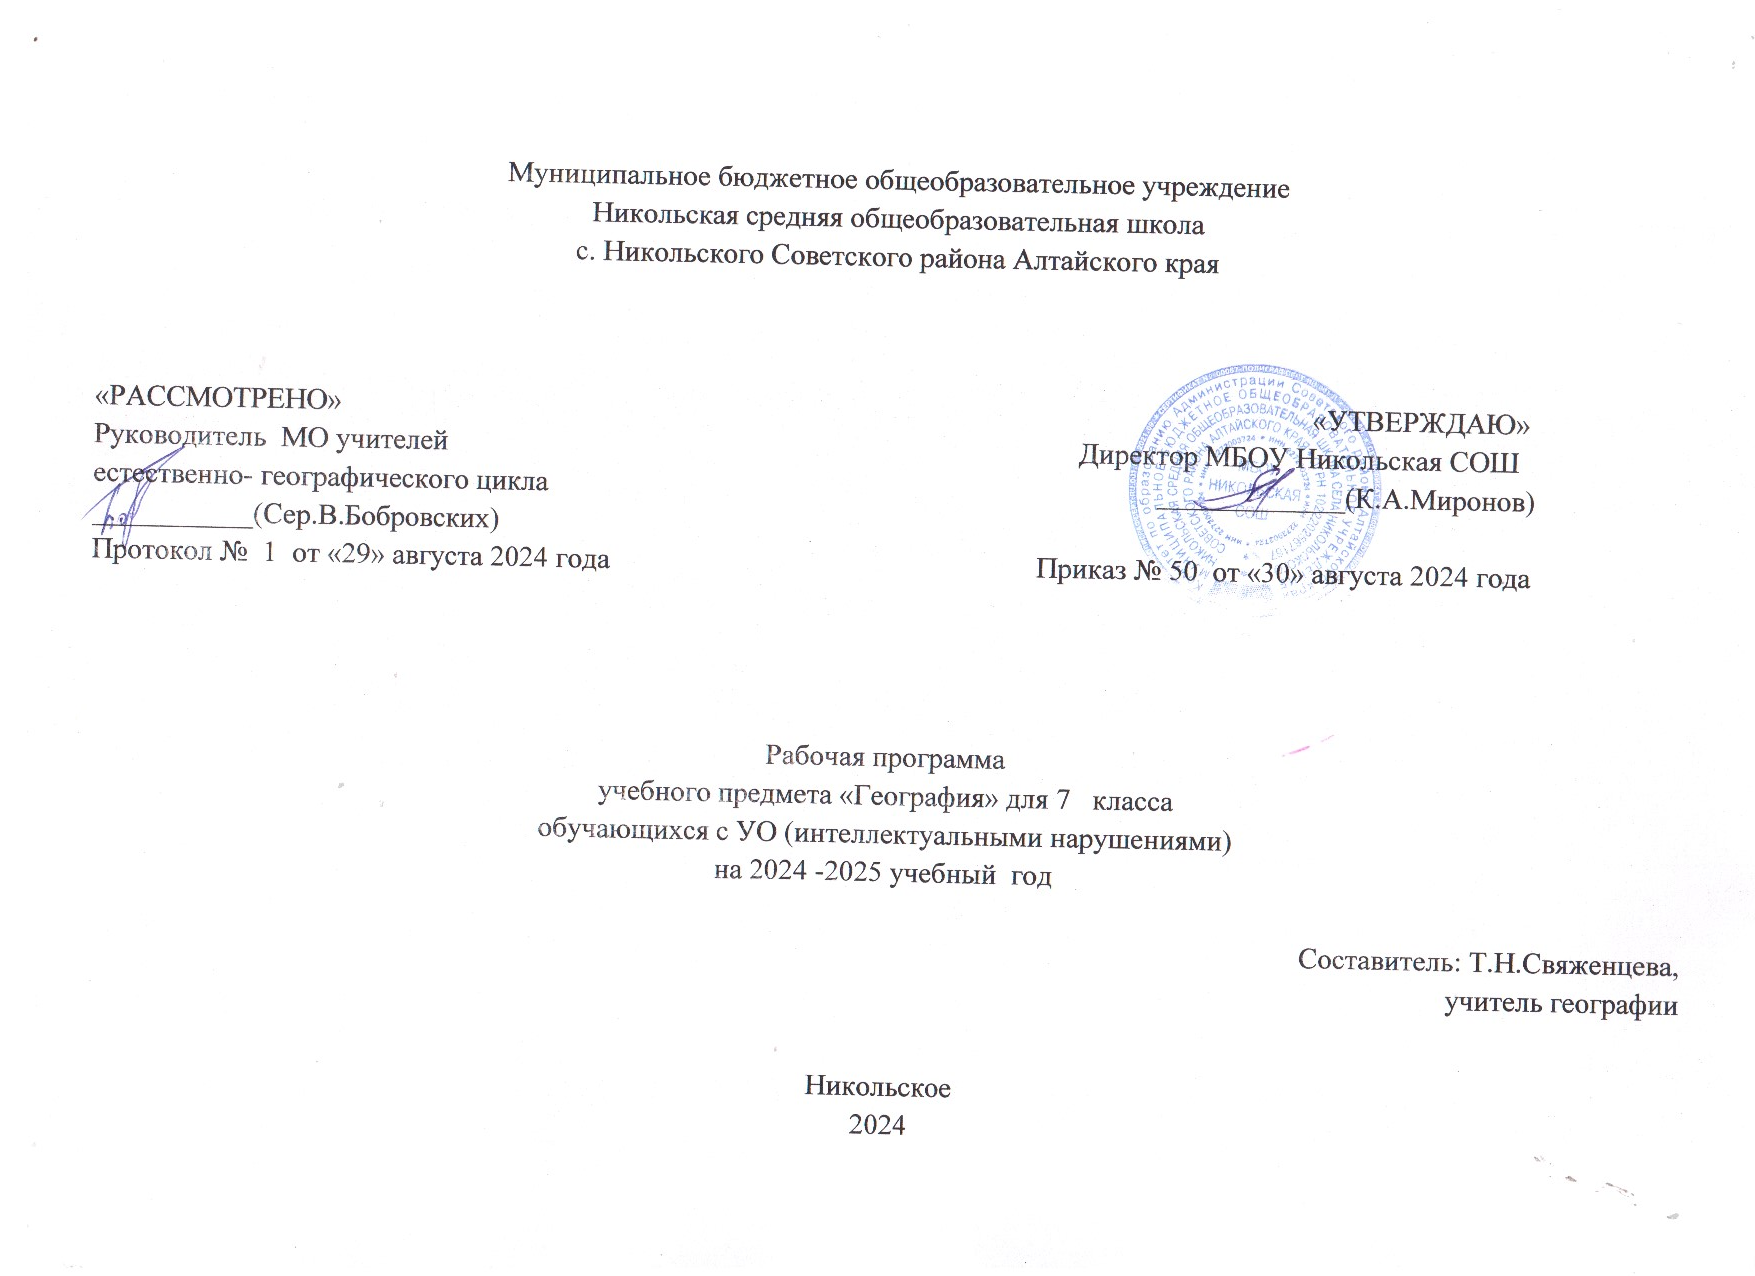 Муниципальное бюджетное общеобразовательное учреждение
Никольская средняя общеобразовательная школа
с. Никольского Советского района Алтайского края
«РАССМОТРЕНО»
Руководитель МО учителей
естественно- географического цикла
____________(Сер.В.Бобровских)
Протокол № 1 от «29» августа 2024 года
«УТВЕРЖДАЮ»
Директор МБОУ Никольская СОШ
______________(К.А.Миронов)
Приказ № 50 от «30» августа 2024 года
НИКОЛЬСКАЯ
СОШ
Рабочая программа
учебного предмета «География» для 7 класса
обучающихся с УО (интеллектуальными нарушениями)
на 2024 -2025 учебный год
Составитель: Т.Н.Свяженцева,
учитель географии
Никольское
2024